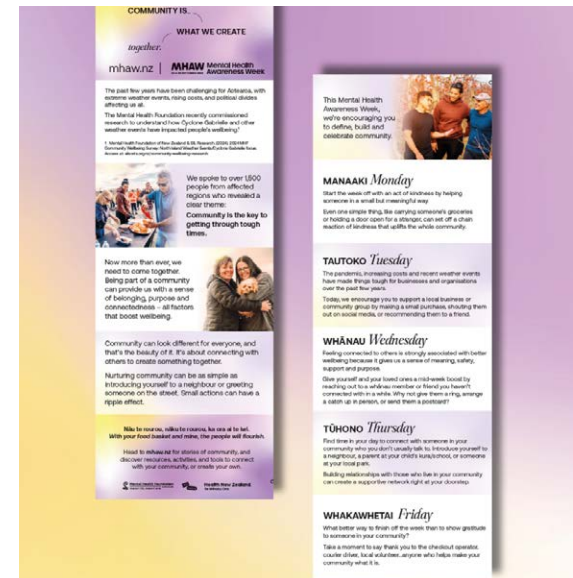 COMMUNITY IS...
WHAT WE CREATE
together.
mhaw.nz | MHAW Mental Health
Awareness Week
The past few years have been challenging for Aotearoa, with
extreme weather events, rising costs, and political divides
affecting us all.
The Mental Health Foundation recently commissioned
research to understand how Cyclone Gabrielle and other
weather events have impacted people's wellbeing.¹
We spoke to over 1,500
people from affected
regions who revealed a
clear theme:
Community is the key to
getting through tough
times.
Now more than ever, we
need to come together.
Being part of a community
can provide us with a sense
of belonging, purpose and
connectedness – all factors
that boost wellbeing.
Community can look different for everyone, and
that's the beauty of it. It's about connecting with
others to create something together.
Nurturing community can be as simple as
introducing yourself to a neighbour or greeting
someone on the street. Small actions can have a
ripple effect.
Nāu te rourou, nāku te rourou, ka ora ai te iwi.
With your food basket and mine, the people will flourish.
Head to mhaw.nz for stories of community, and
discover resources, activities, and tools to connect
with your community, or create your own.
Mental Health Foundation
Health New Zealand
This Mental Health
Awareness Week,
we're encouraging you
to define, build and
celebrate community.
MANAAKI Monday
Start the week off with an act of kindness by helping
someone in a small but meaningful way.
Even one simple thing, like carrying someone's groceries
or holding a door open for a stranger, can set off a chain
reaction of kindness that uplifts the whole community.
TAUTOKO Tuesday
The pandemic, increasing costs and recent weather events
have made things tough for businesses and organisations
over the past few years.
Today, we encourage you to support a local business or
community group by making a small purchase, shouting them
out on social media, or recommending them to a friend.
WHĀNAU Wednesday
Feeling connected to others is strongly associated with better
wellbeing because it gives us a sense of meaning, safety,
support and purpose.
Give yourself and your loved ones a mid-week boost by
reaching out to a whānau member or friend you haven't
connected with in a while. Why not give them a ring, arrange
a catch up in person, or send them a postcard?
TŪHONO Thursday
Find time in your day to connect with someone in your
community who you don't usually talk to. Introduce yourself to
a neighbour, a parent at your child's kura/school, or someone
at your local park.
Building relationships with those who live in your community
can create a supportive network right at your doorstep.
WHAKAWHETAI Friday
What better way to finish off the week than to show gratitude
to someone in your community?
Take a moment to say thank you to the checkout operator,
courier driver, local volunteer...anyone who helps make your
community what it is.